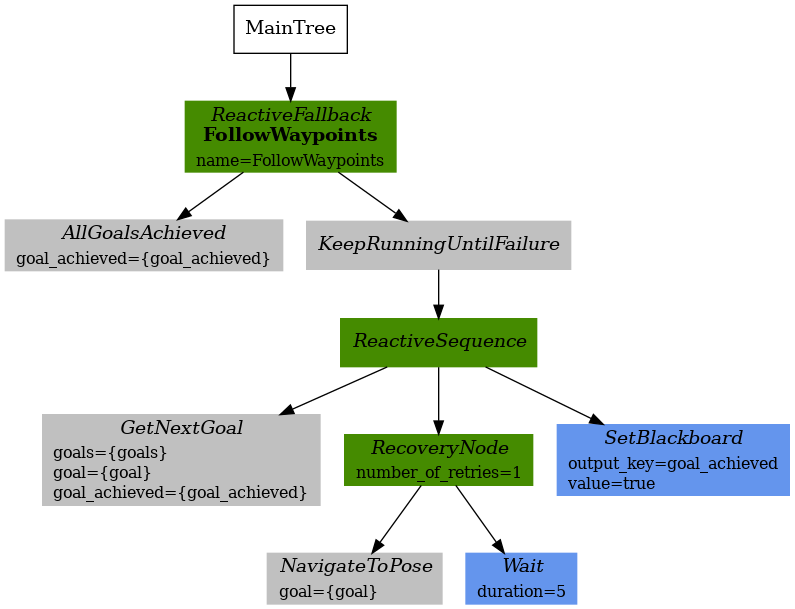 MainTree
ReactiveFallback
FollowWaypoints
name=FollowWaypoints
AllGoalsAchieved
goal_achieved={goal_achieved}
KeepRunningUntilFailure
ReactiveSequence
GetNextGoal
goals={goals}
goal={goal}
goal_achieved={goal_achieved}
RecoveryNode
number_of_retries=1
SetBlackboard
output_key=goal_achieved
value=true
NavigateToPose
goal={goal}
Wait
duration=5